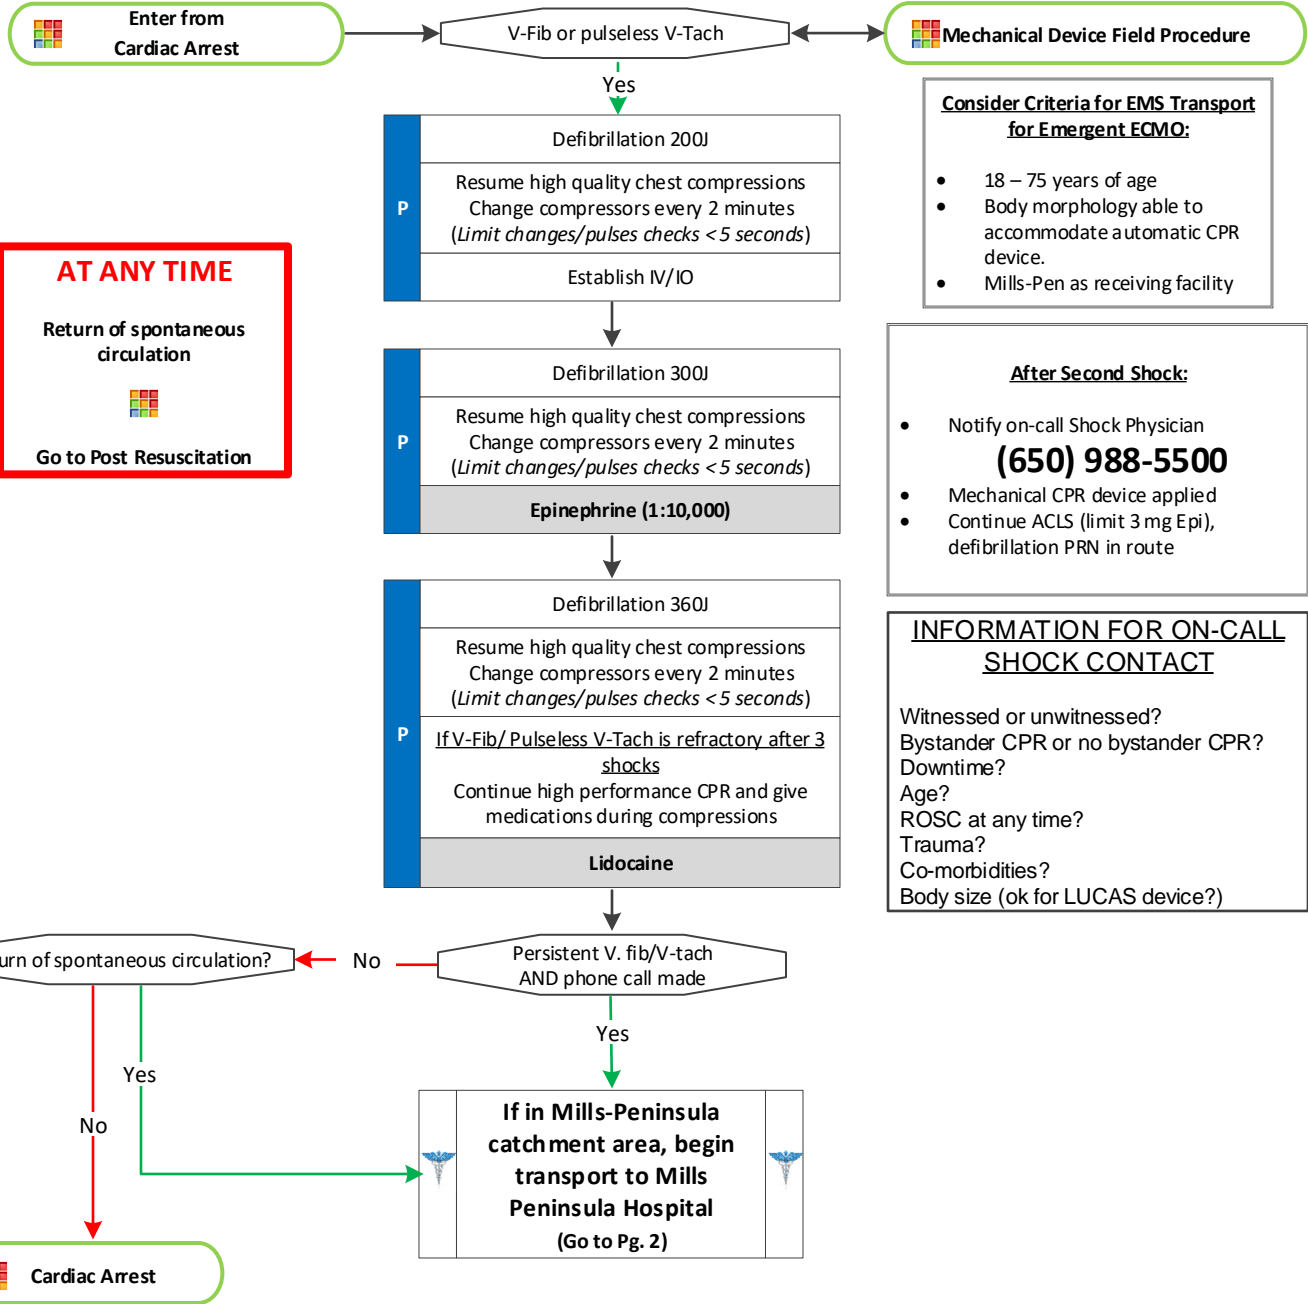 Enter from
Cardiac Arrest
V-Fib or pulseless V-Tach
Mechanical Device Field Procedure
Yes
Defibrillation 200J
P
Resume high quality chest compressions
Change compressors every 2 minutes
(Limit changes/pulses checks < 5 seconds)
Establish IV/IO
Consider Criteria for EMS Transport
for Emergent ECMO:
• 18 – 75 years of age
• Body morphology able to
accommodate automatic CPR
device.
• Mills-Pen as receiving facility
AT ANY TIME
Return of spontaneous
circulation
Go to Post Resuscitation
Defibrillation 300J
P
Resume high quality chest compressions
Change compressors every 2 minutes
(Limit changes/pulses checks < 5 seconds)
Epinephrine (1:10,000)
After Second Shock:
• Notify on-call Shock Physician
(650) 988-5500
• Mechanical CPR device applied
• Continue ACLS (limit 3 mg Epi),
defibrillation PRN in route
Defibrillation 360J
Resume high quality chest compressions
Change compressors every 2 minutes
(Limit changes/pulses checks < 5 seconds)
P
If V-Fib/ Pulseless V-Tach is refractory after 3
shocks
Continue high performance CPR and give
medications during compressions
Lidocaine
INFORMATION FOR ON-CALL
SHOCK CONTACT
Witnessed or unwitnessed?
Bystander CPR or no bystander CPR?
Downtime?
Age?
ROSC at any time?
Trauma?
Co-morbidities?
Body size (ok for LUCAS device?)
Persistent V. fib/V-tach
AND phone call made
No
urn of spontaneous circulation?
Yes
Yes
No
If in Mills-Peninsula
catchment area, begin
transport to Mills
Peninsula Hospital
(Go to Pg. 2)
Cardiac Arrest